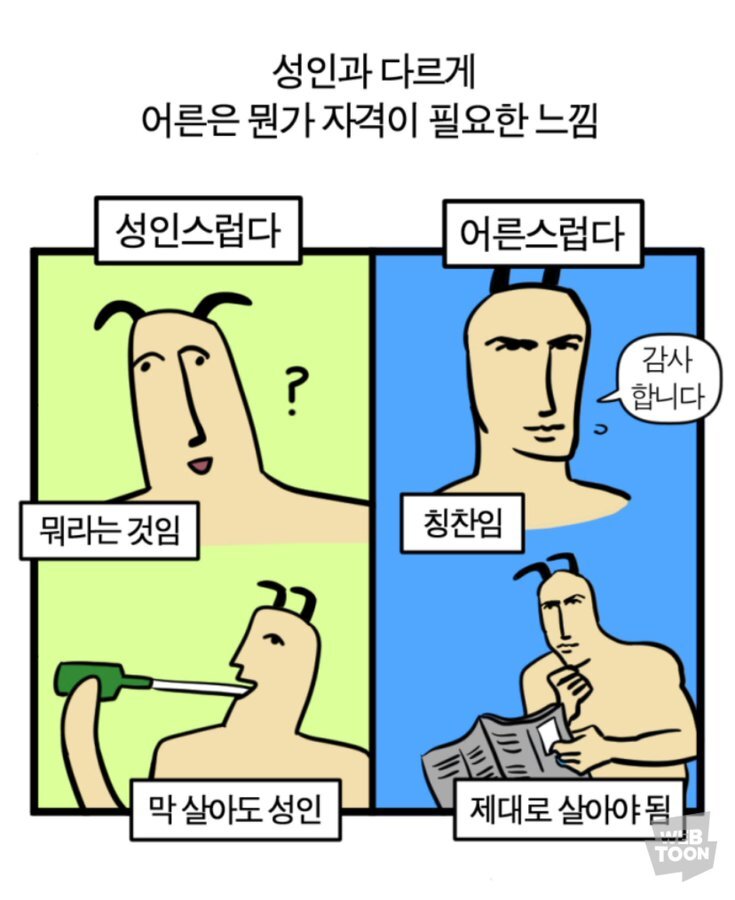 성인과 다르게
어른은 뭔가 자격이 필요한 느낌
성인스럽다
어른스럽다
?
감사
합니다
뭐라는 것임
칭찬임
막 살아도 성인
제대로 살아야 됨
WEB
TOON